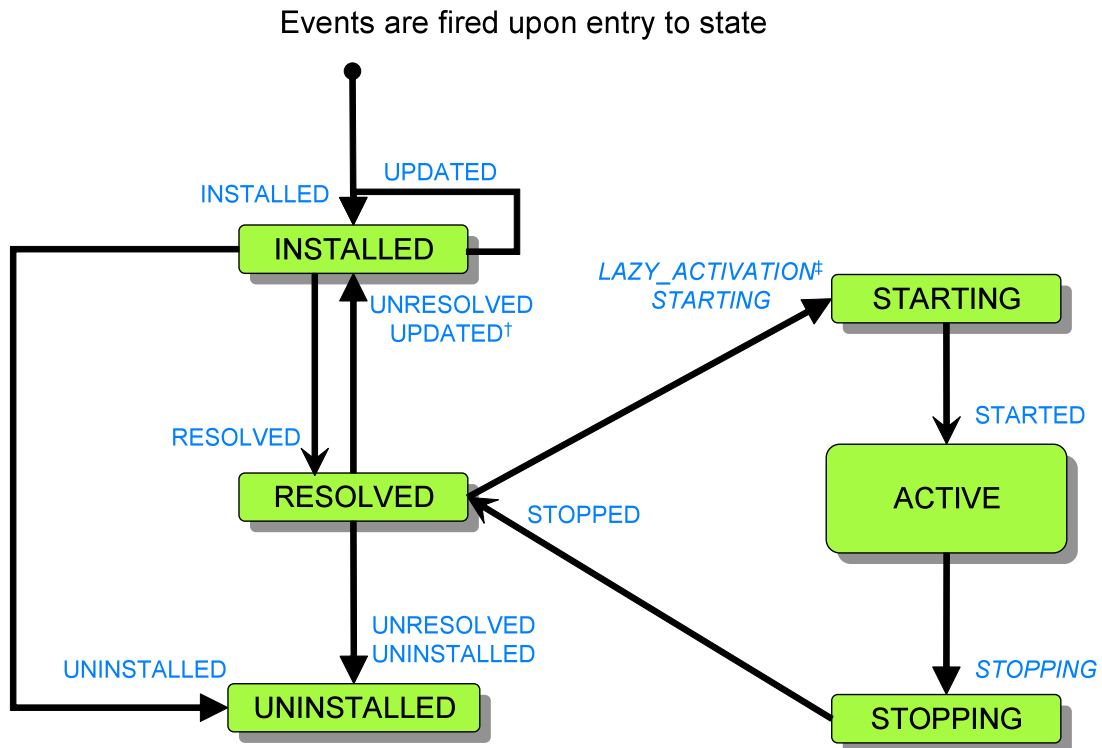 Events are fired upon entry to state
UPDATED
INSTALLED
INSTALLED
LAZY_ACTIVATION‡
STARTING
STARTING
UNRESOLVED
UPDATED†
STARTED
RESOLVED
RESOLVED
ACTIVE
STOPPED
UNRESOLVED
UNINSTALLED
UNINSTALLED
STOPPING
UNINSTALLED
STOPPING